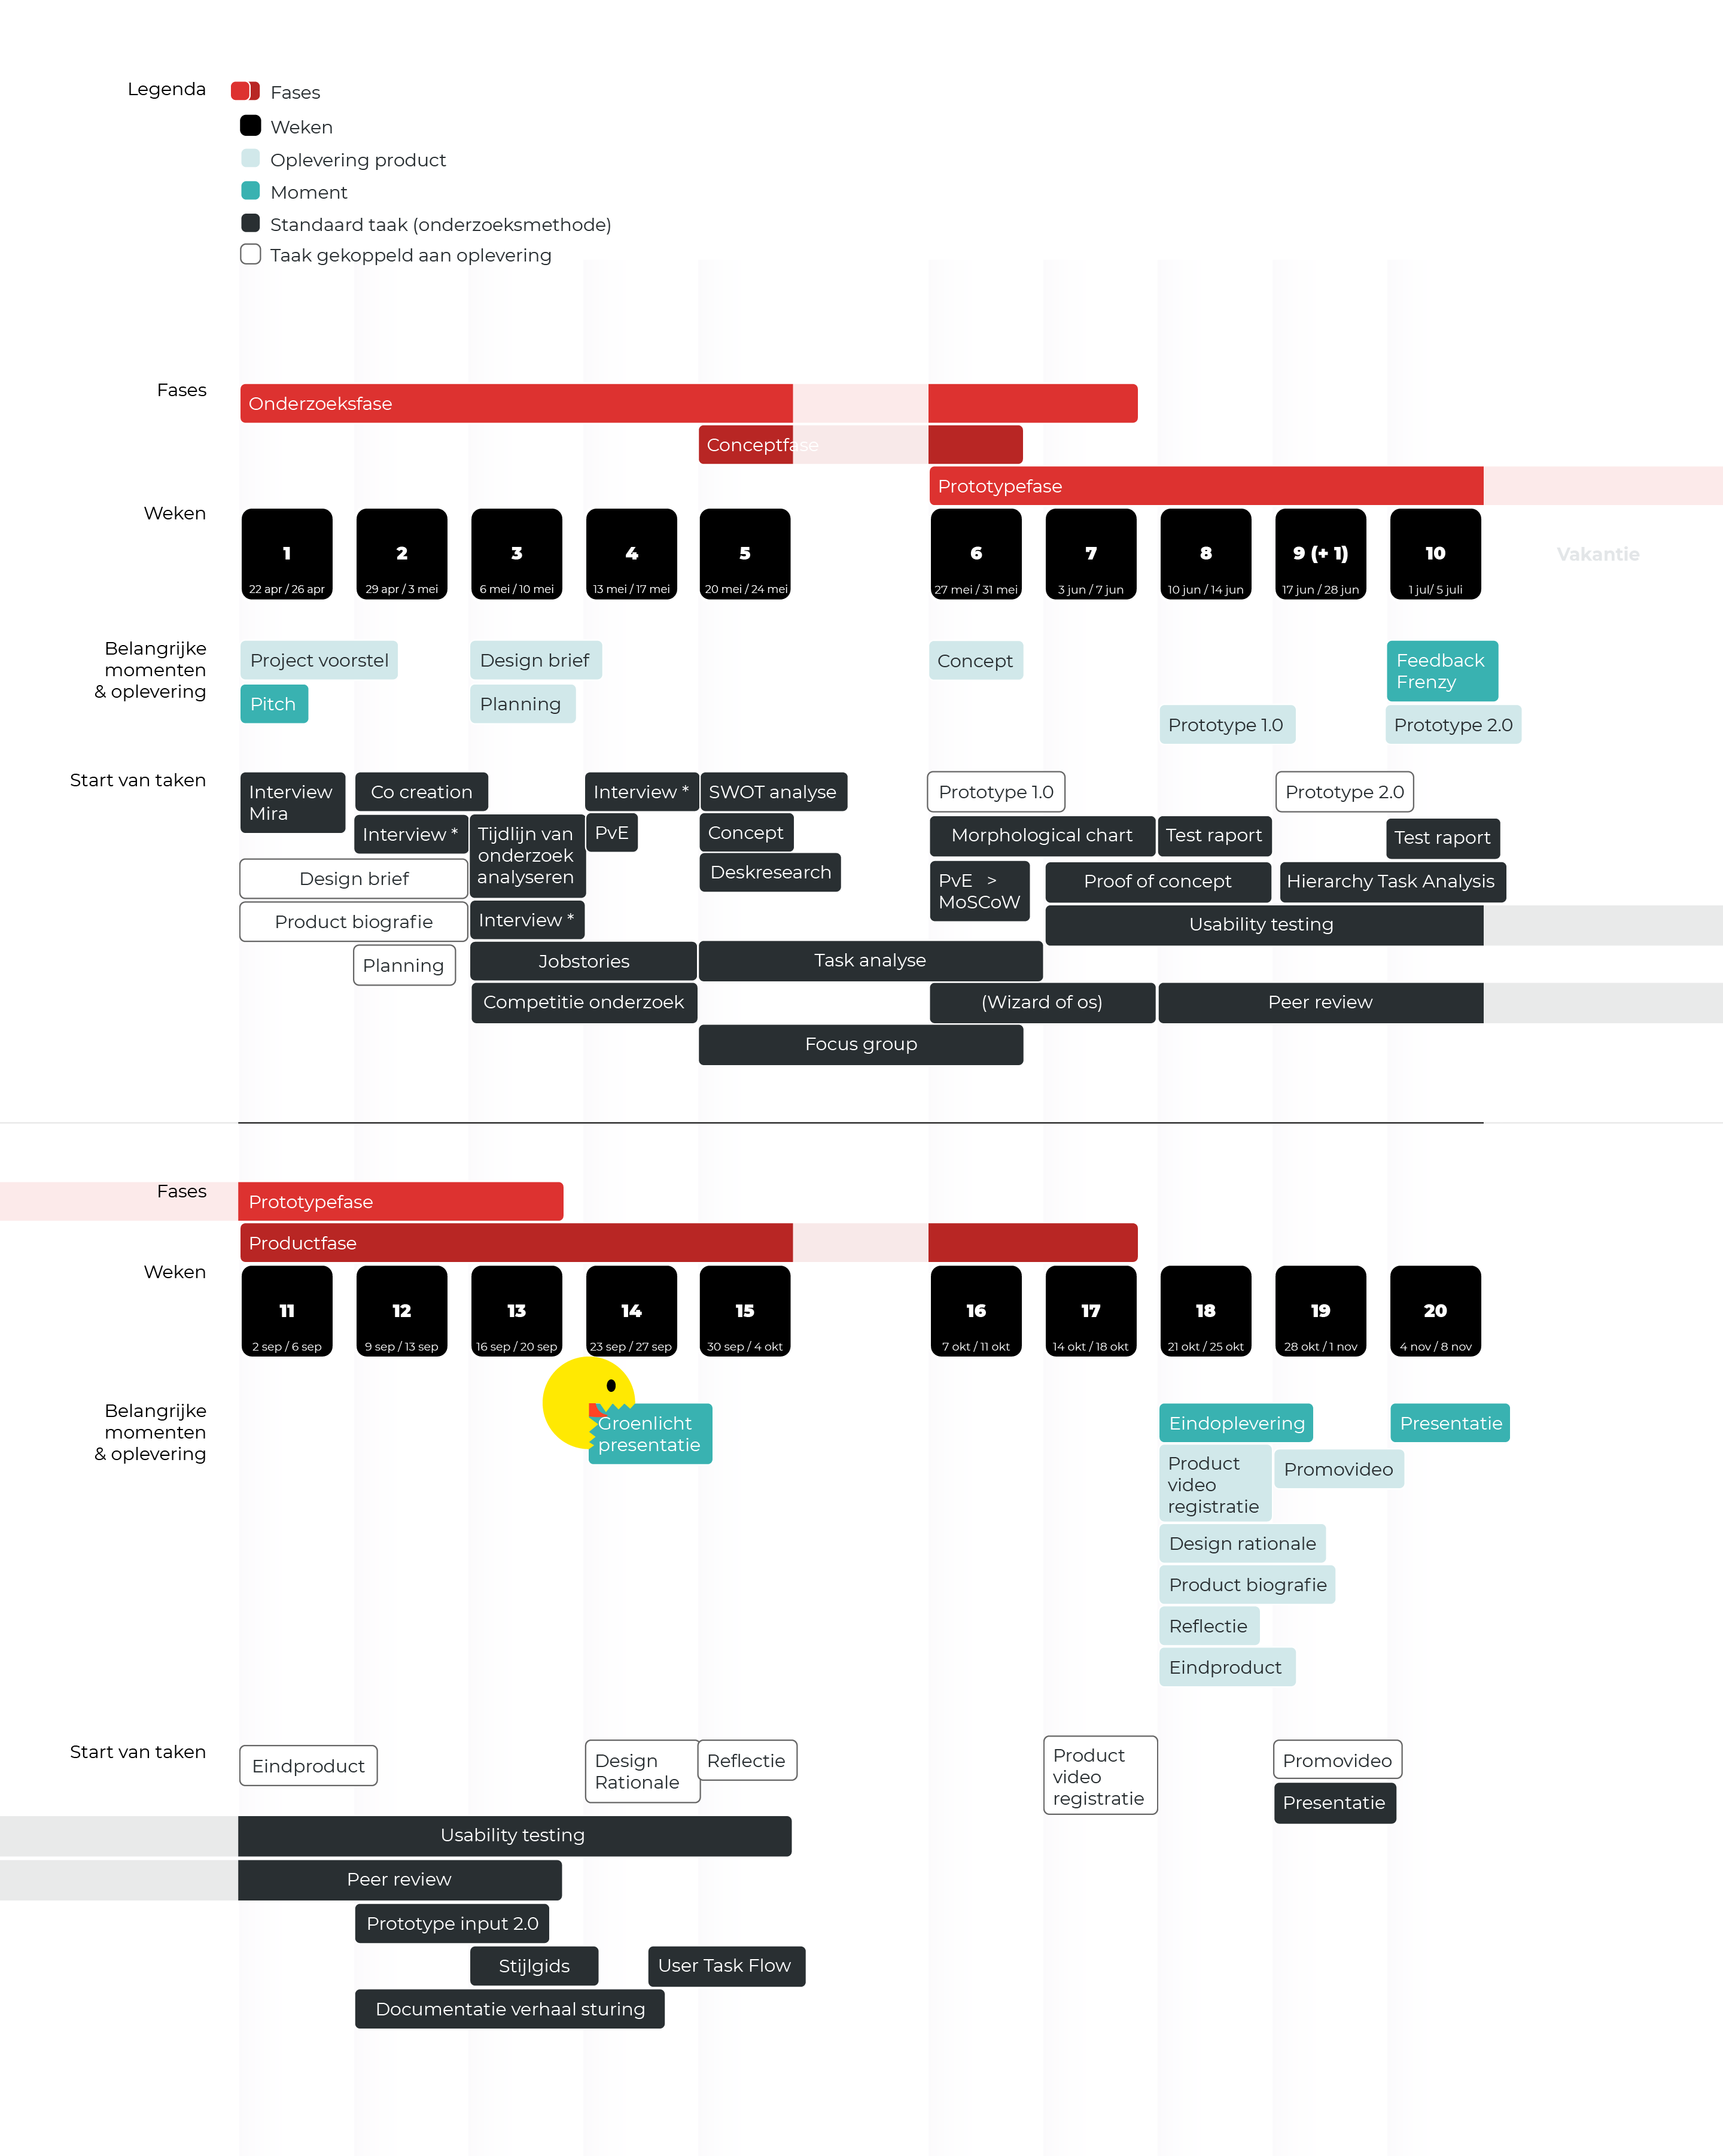 Legenda
Fases
Weken
Oplevering product
Moment
Standaard taak (onderzoeksmethode)
Taak gekoppeld aan oplevering
Fases
Onderzoeksfase
Conceptfase
Prototypefase
Weken
1
22 apr / 26 apr
2
29 apr / 3 mei
3
6 mei / 10 mei
4
13 mei / 17 mei
5
20 mei / 24 mei
6
27 mei / 31 mei
7
3 jun / 7 jun
8
10 jun / 14 jun
9 (+ 1)
17 jun / 28 jun
10
1 jul/ 5 juli
Vakantie
Belangrijke
momenten
& oplevering
Project voorstel
Pitch
Design brief
Planning
Concept
Prototype 1.0
Feedback
Frenzy
Prototype 2.0
Start van taken
Interview
Mira
Co creation
Interview *
Tijdlijn van
onderzoek
analyseren
Interview *
PvE
SWOT analyse
Concept
Deskresearch
Prototype 1.0
Morphological chart
Test raport
PvE >
MoSCoW
Proof of concept
Prototype 2.0
Test raport
Hierarchy Task Analysis
Design brief
Product biografie
Planning
Interview *
Jobstories
Competitie onderzoek
Task analyse
Usability testing
(Wizard of os)
Peer review
Focus group
Fases
Prototypefase
Productfase
Weken
11
2 sep / 6 sep
12
9 sep / 13 sep
13
16 sep / 20 sep
14
23 sep / 27 sep
15
30 sep / 4 okt
16
7 okt / 11 okt
17
14 okt / 18 okt
18
21 okt / 25 okt
19
28 okt / 1 nov
20
4 nov / 8 nov
Belangrijke
momenten
& oplevering
Groenlicht
presentatie
Eindoplevering
Product
video
registratie
Promovideo
Presentatie
Design rationale
Product biografie
Reflectie
Eindproduct
Start van taken
Eindproduct
Design
Rationale
Reflectie
Product
video
registratie
Promovideo
Presentatie
Usability testing
Peer review
Prototype input 2.0
Stijlgids
User Task Flow
Documentatie verhaal sturing